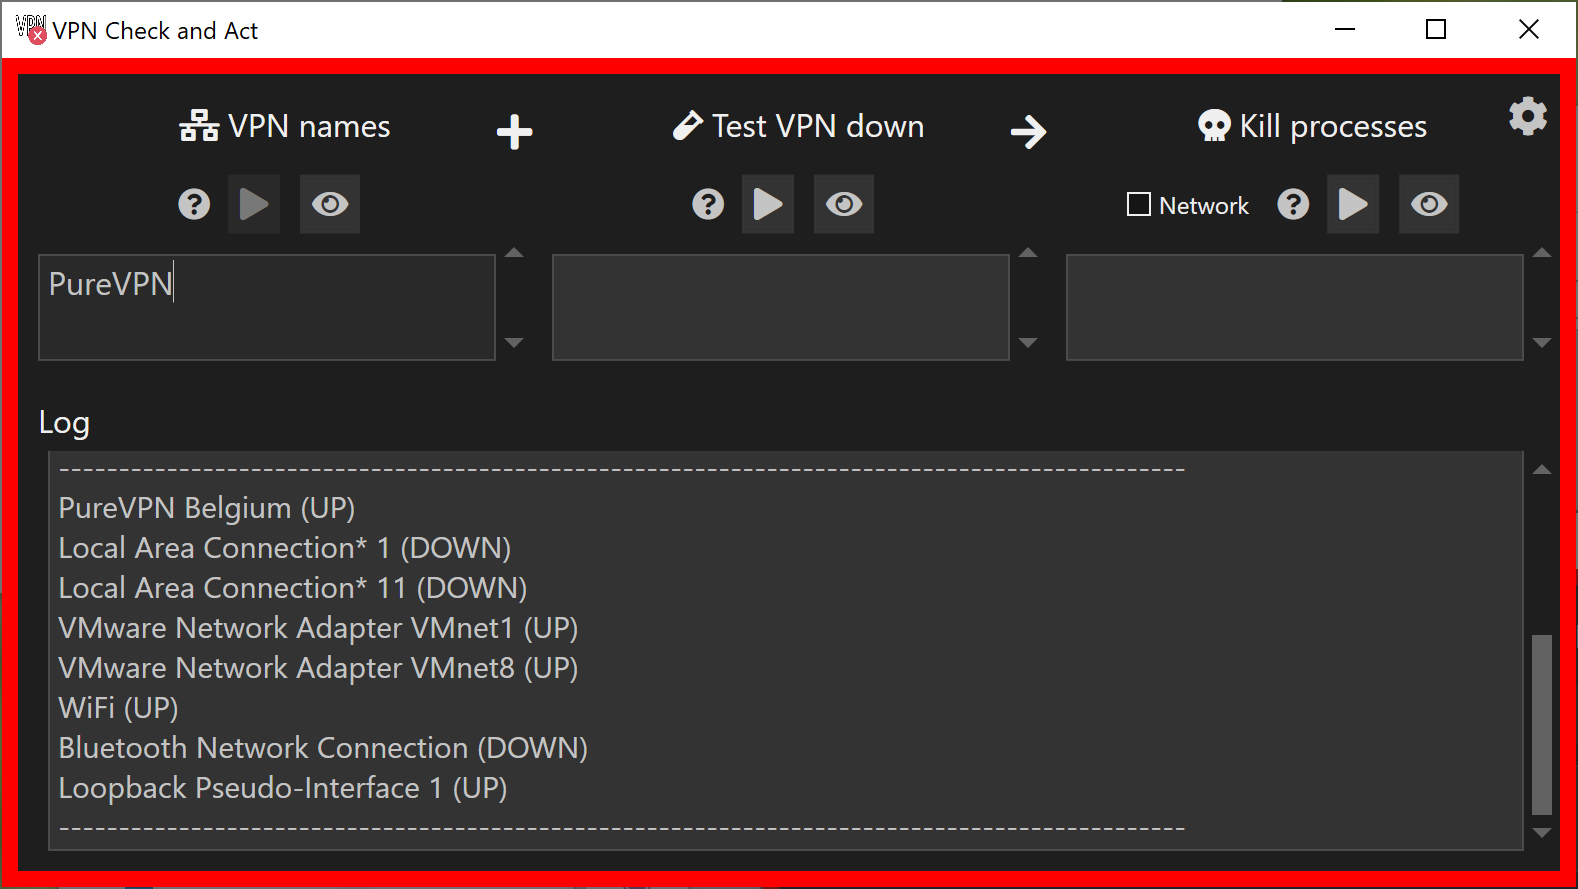 VPN VPN Check and Act
VPN names
Test VPN down
Kill processes
Network
PureVPN
Log
----------------------------------------------------------------------------------------------
PureVPN Belgium (UP)
Local Area Connection* 1 (DOWN)
Local Area Connection* 11 (DOWN)
VMware Network Adapter VMnet1 (UP)
VMware Network Adapter VMnet8 (UP)
WiFi (UP)
Bluetooth Network Connection (DOWN)
Loopback Pseudo-Interface 1 (UP)
----------------------------------------------------------------------------------------------